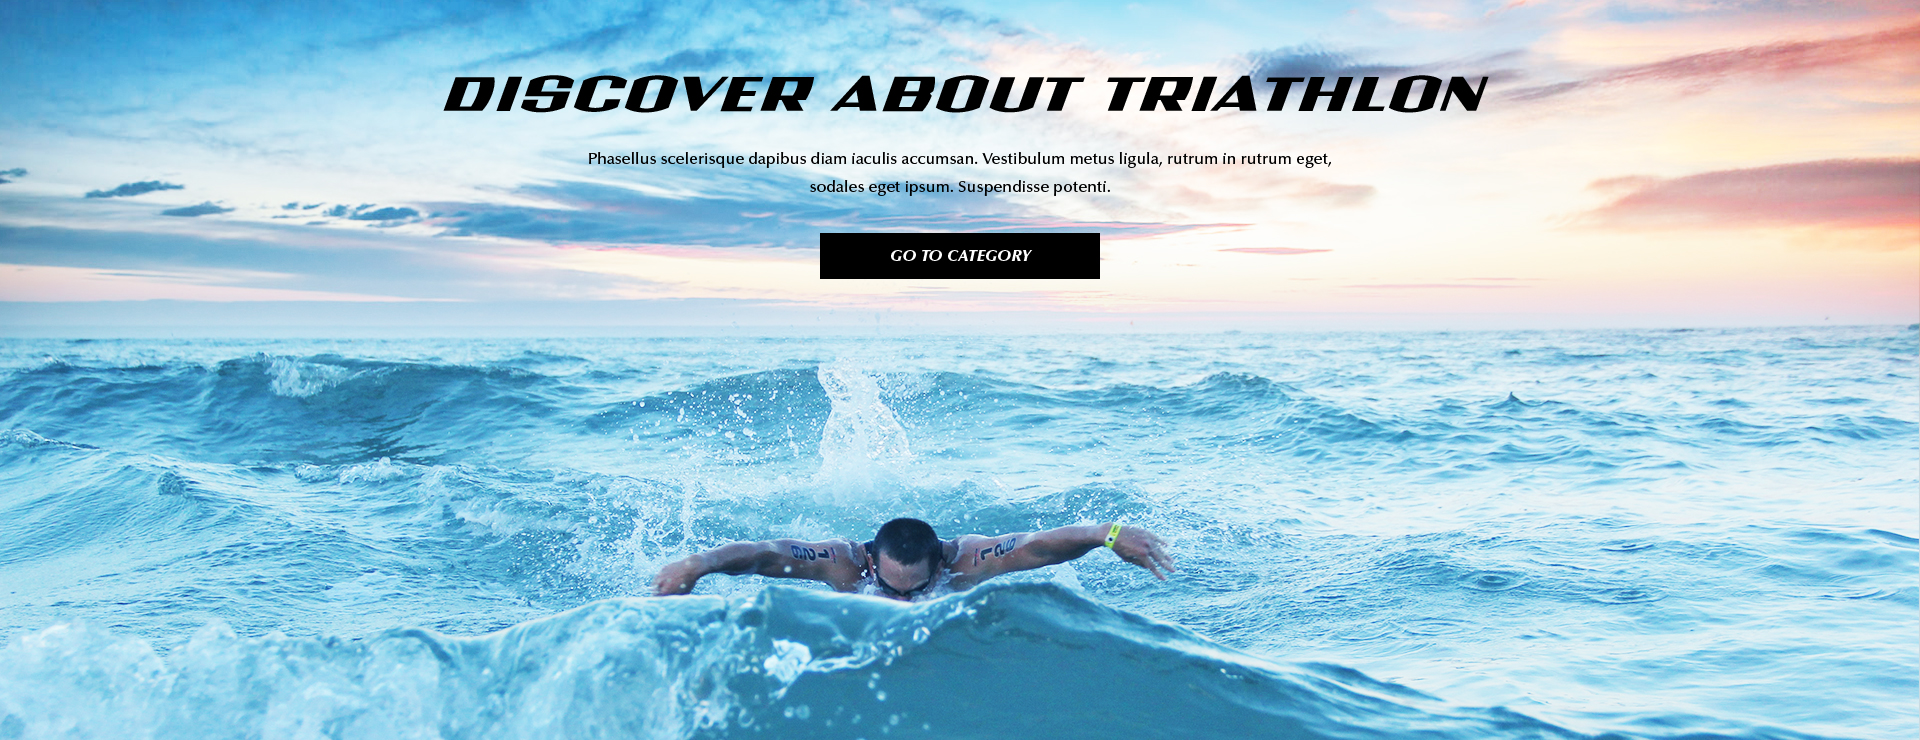 DISCOVER ABOUT TRIATHLON
Phasellus scelerisque dapibus diam iaculis accumsan. Vestibulum metus ligula, rutrum in rutrum eget,
sodales eget ipsum. Suspendisse potenti.
GO TO CATEGORY
126
126